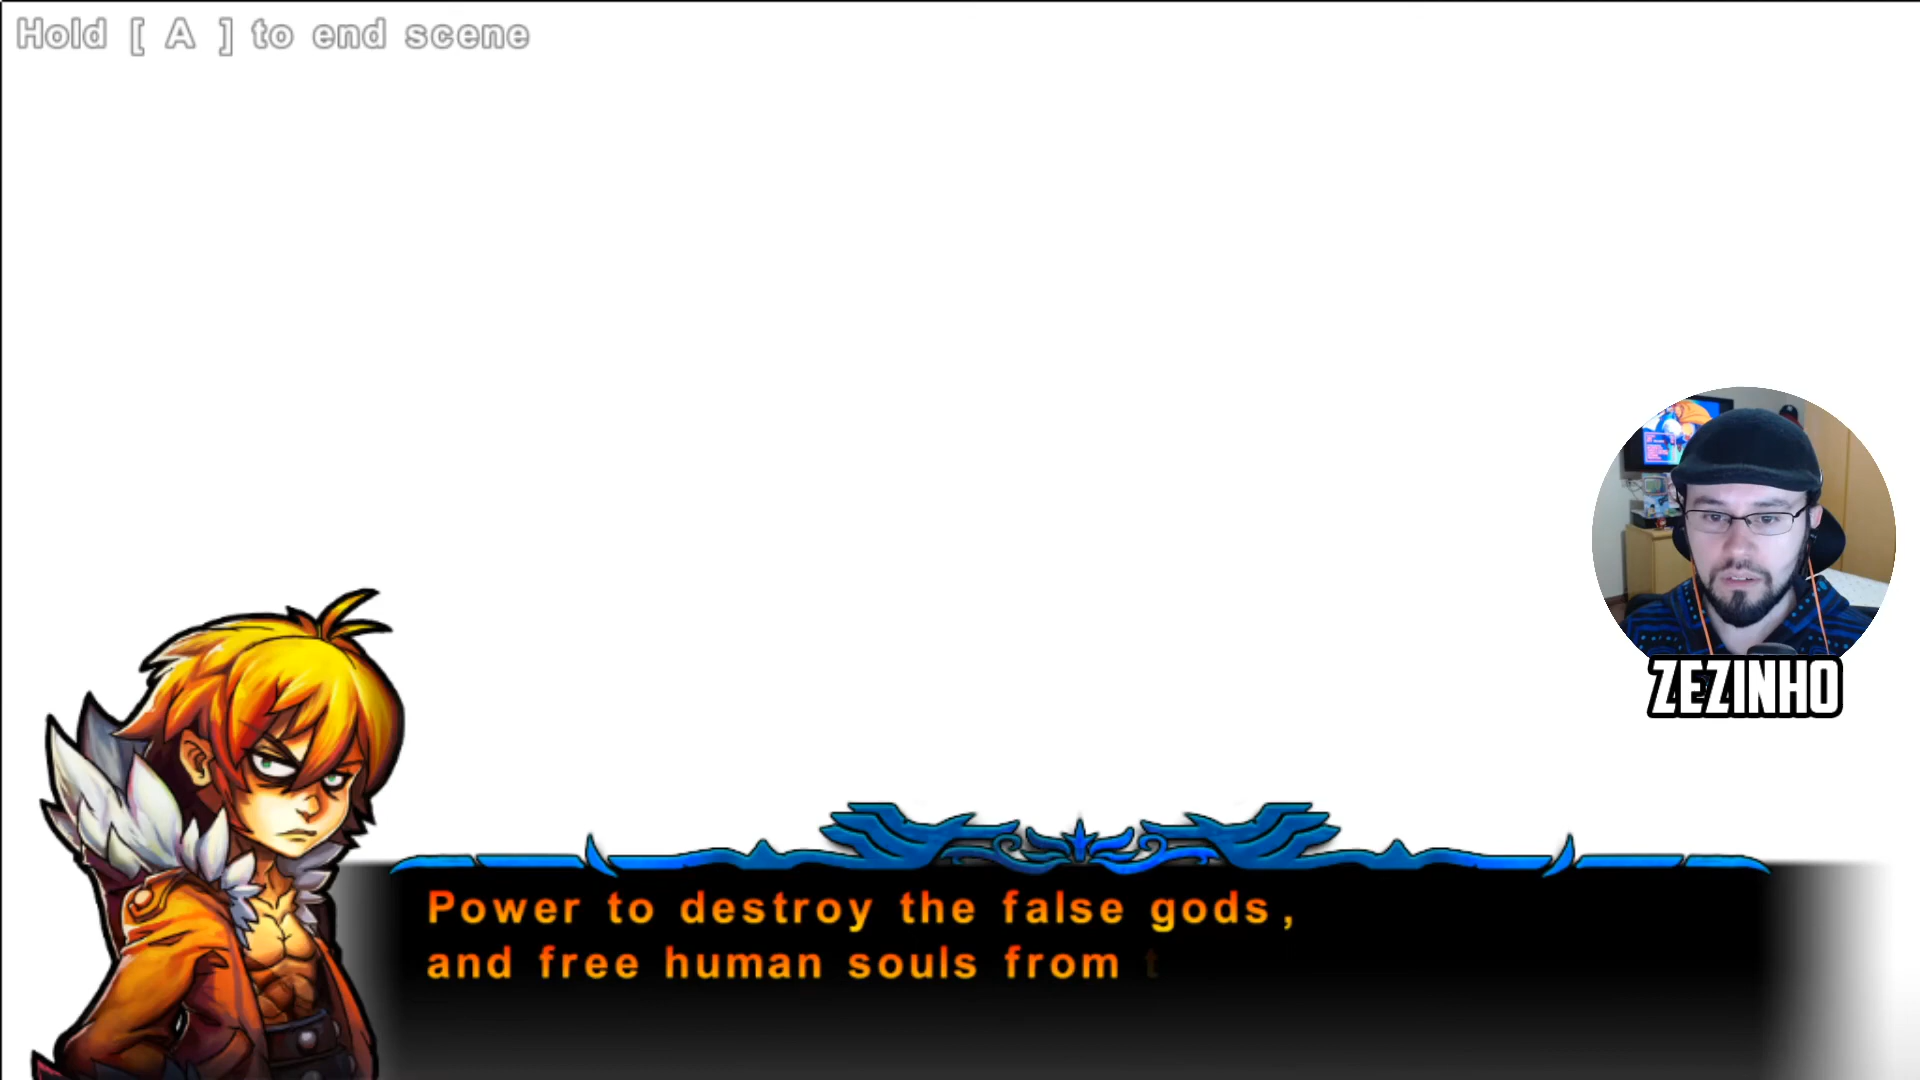 Hold [ A ] to end scene
ZEZINHO
Power to destroy the false gods,
and free human souls from t